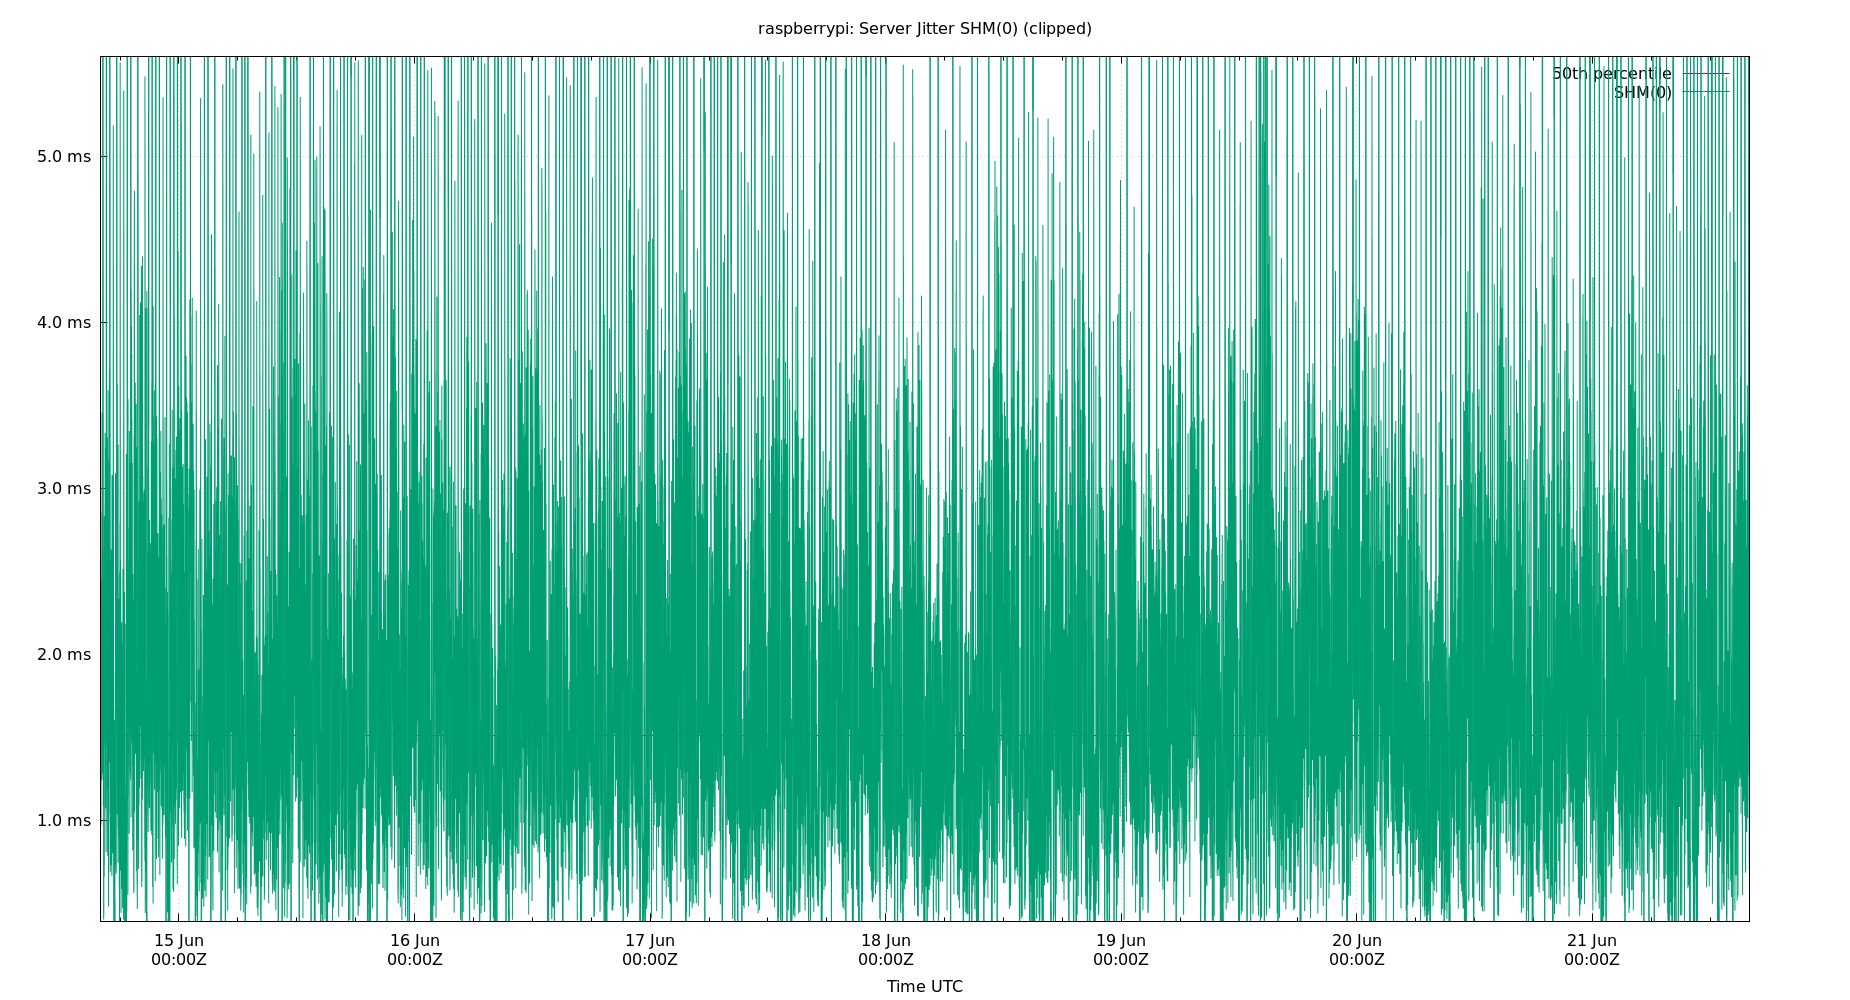 raspberrypi: Server Jitter SHM(0) (clipped)
50th percentile
SHM(0)
5.0 ms
4.0 ms
3.0 ms
2.0 ms
1.0 ms
15 Jun 16 Jun 17 Jun 18 Jun 19 Jun 20 Jun 21 Jun
00:00Z 00:00Z 00:00Z 00:00Z 00:00Z 00:00Z 00:00Z
Time UTC